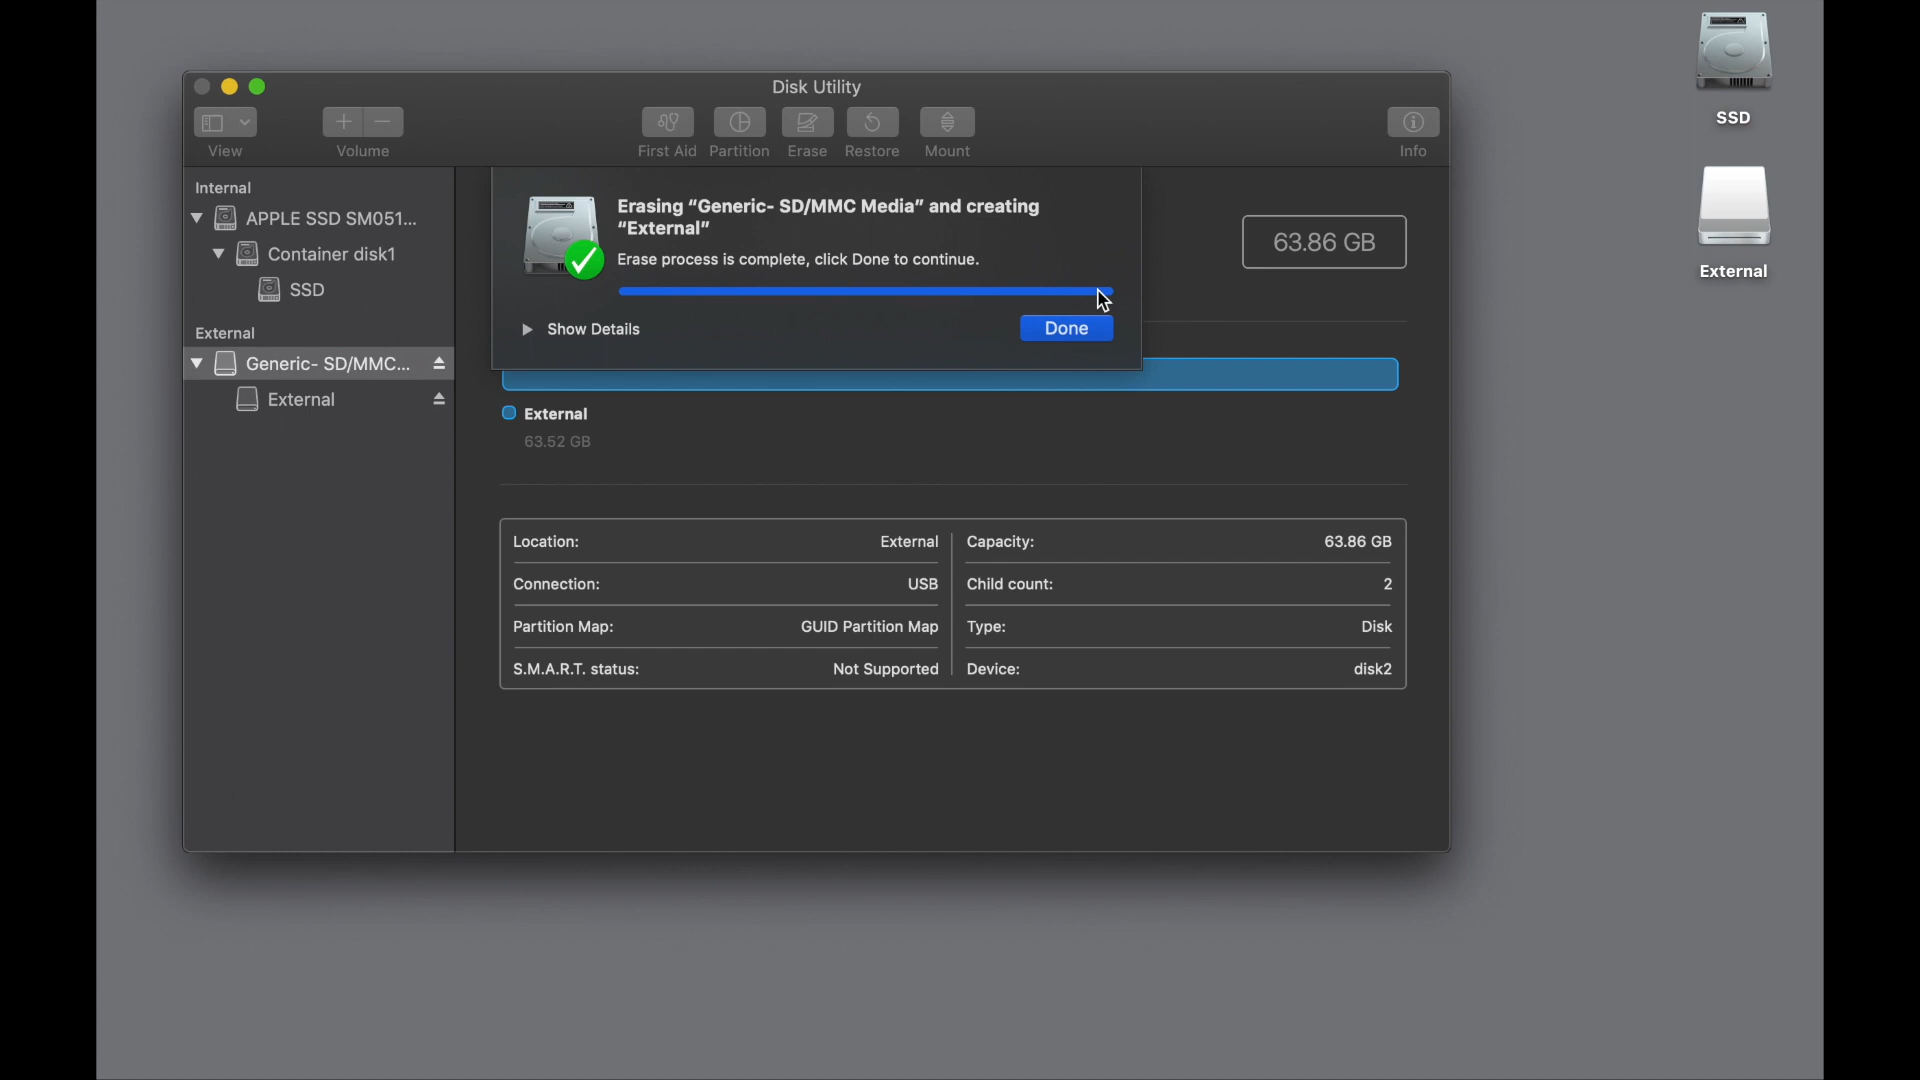 Disk Utility
View
Volume
First Aid
Partition
Erase
Restore
Mount
Info
Internal
APPLE SSD SM051...
Container disk1
SSD
External
Generic- SD/MMC...
External
Erasing “Generic- SD/MMC Media” and creating
“External”
Erase process is complete, click Done to continue.
Show Details
Done
63.86 GB
External
63.52 GB
Location: External
Capacity: 63.86 GB
Connection: USB
Child count: 2
Partition Map: GUID Partition Map
Type: Disk
S.M.A.R.T. status: Not Supported
Device: disk2
SSD
External